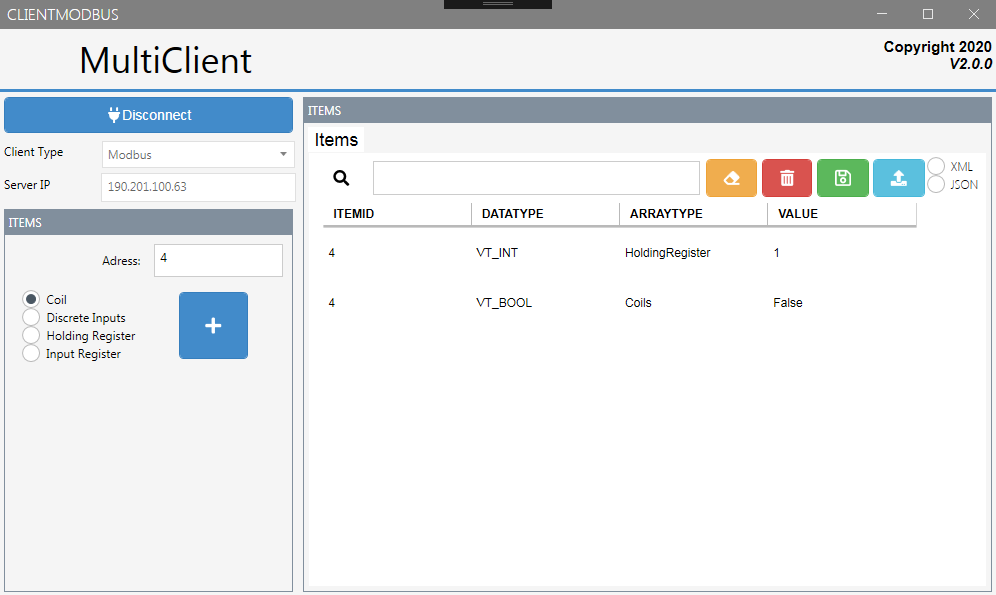 CLIENTMODBUS
MultiClient
Copyright 2020
V2.0.0
Disconnect
Client Type
Modbus
Server IP
190.201.100.63
ITEMS
Adress:
4
Coil
Discrete Inputs
Holding Register
Input Register
ITEMS
Items
XML
JSON
ITEMID DATATYPE ARRAYTYPE VALUE
4 VT_INT HoldingRegister 1
4 VT_BOOL Coils False